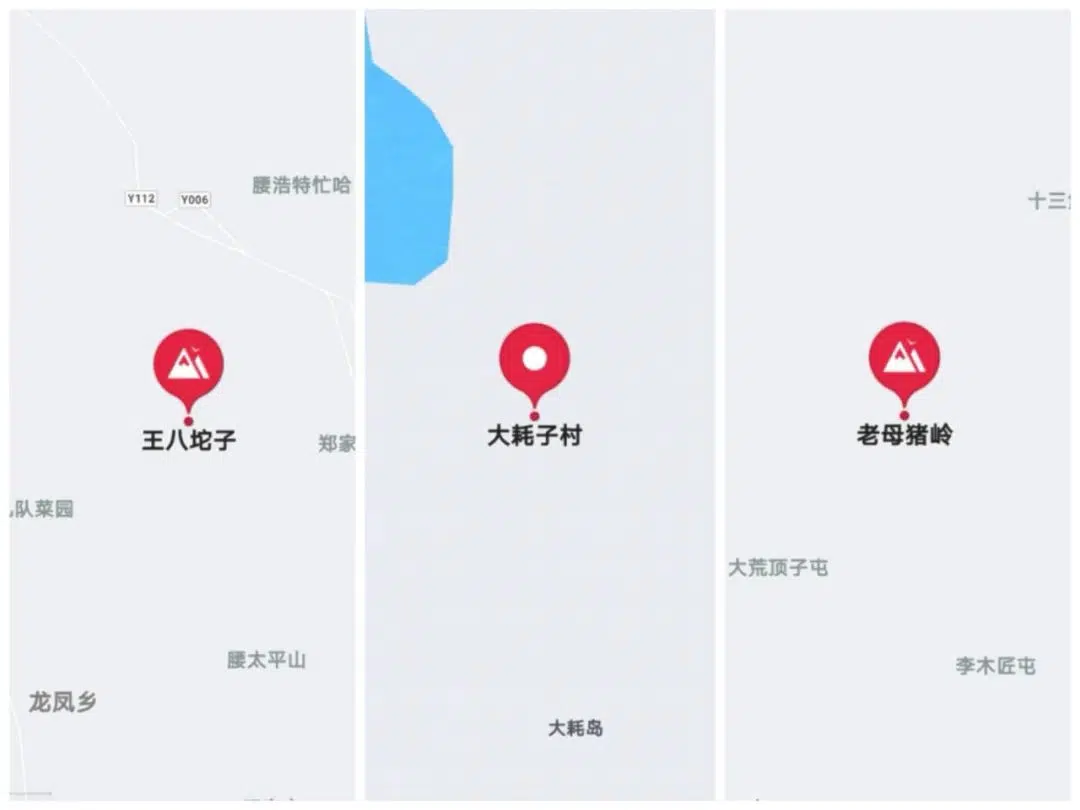 Y112
Y006
腰浩特忙哈
王八坨子
郑家
队菜园
腰太平山
龙凤乡
大耗子村
大耗岛
十三
老母猪岭
大荒顶子屯
李木匠屯